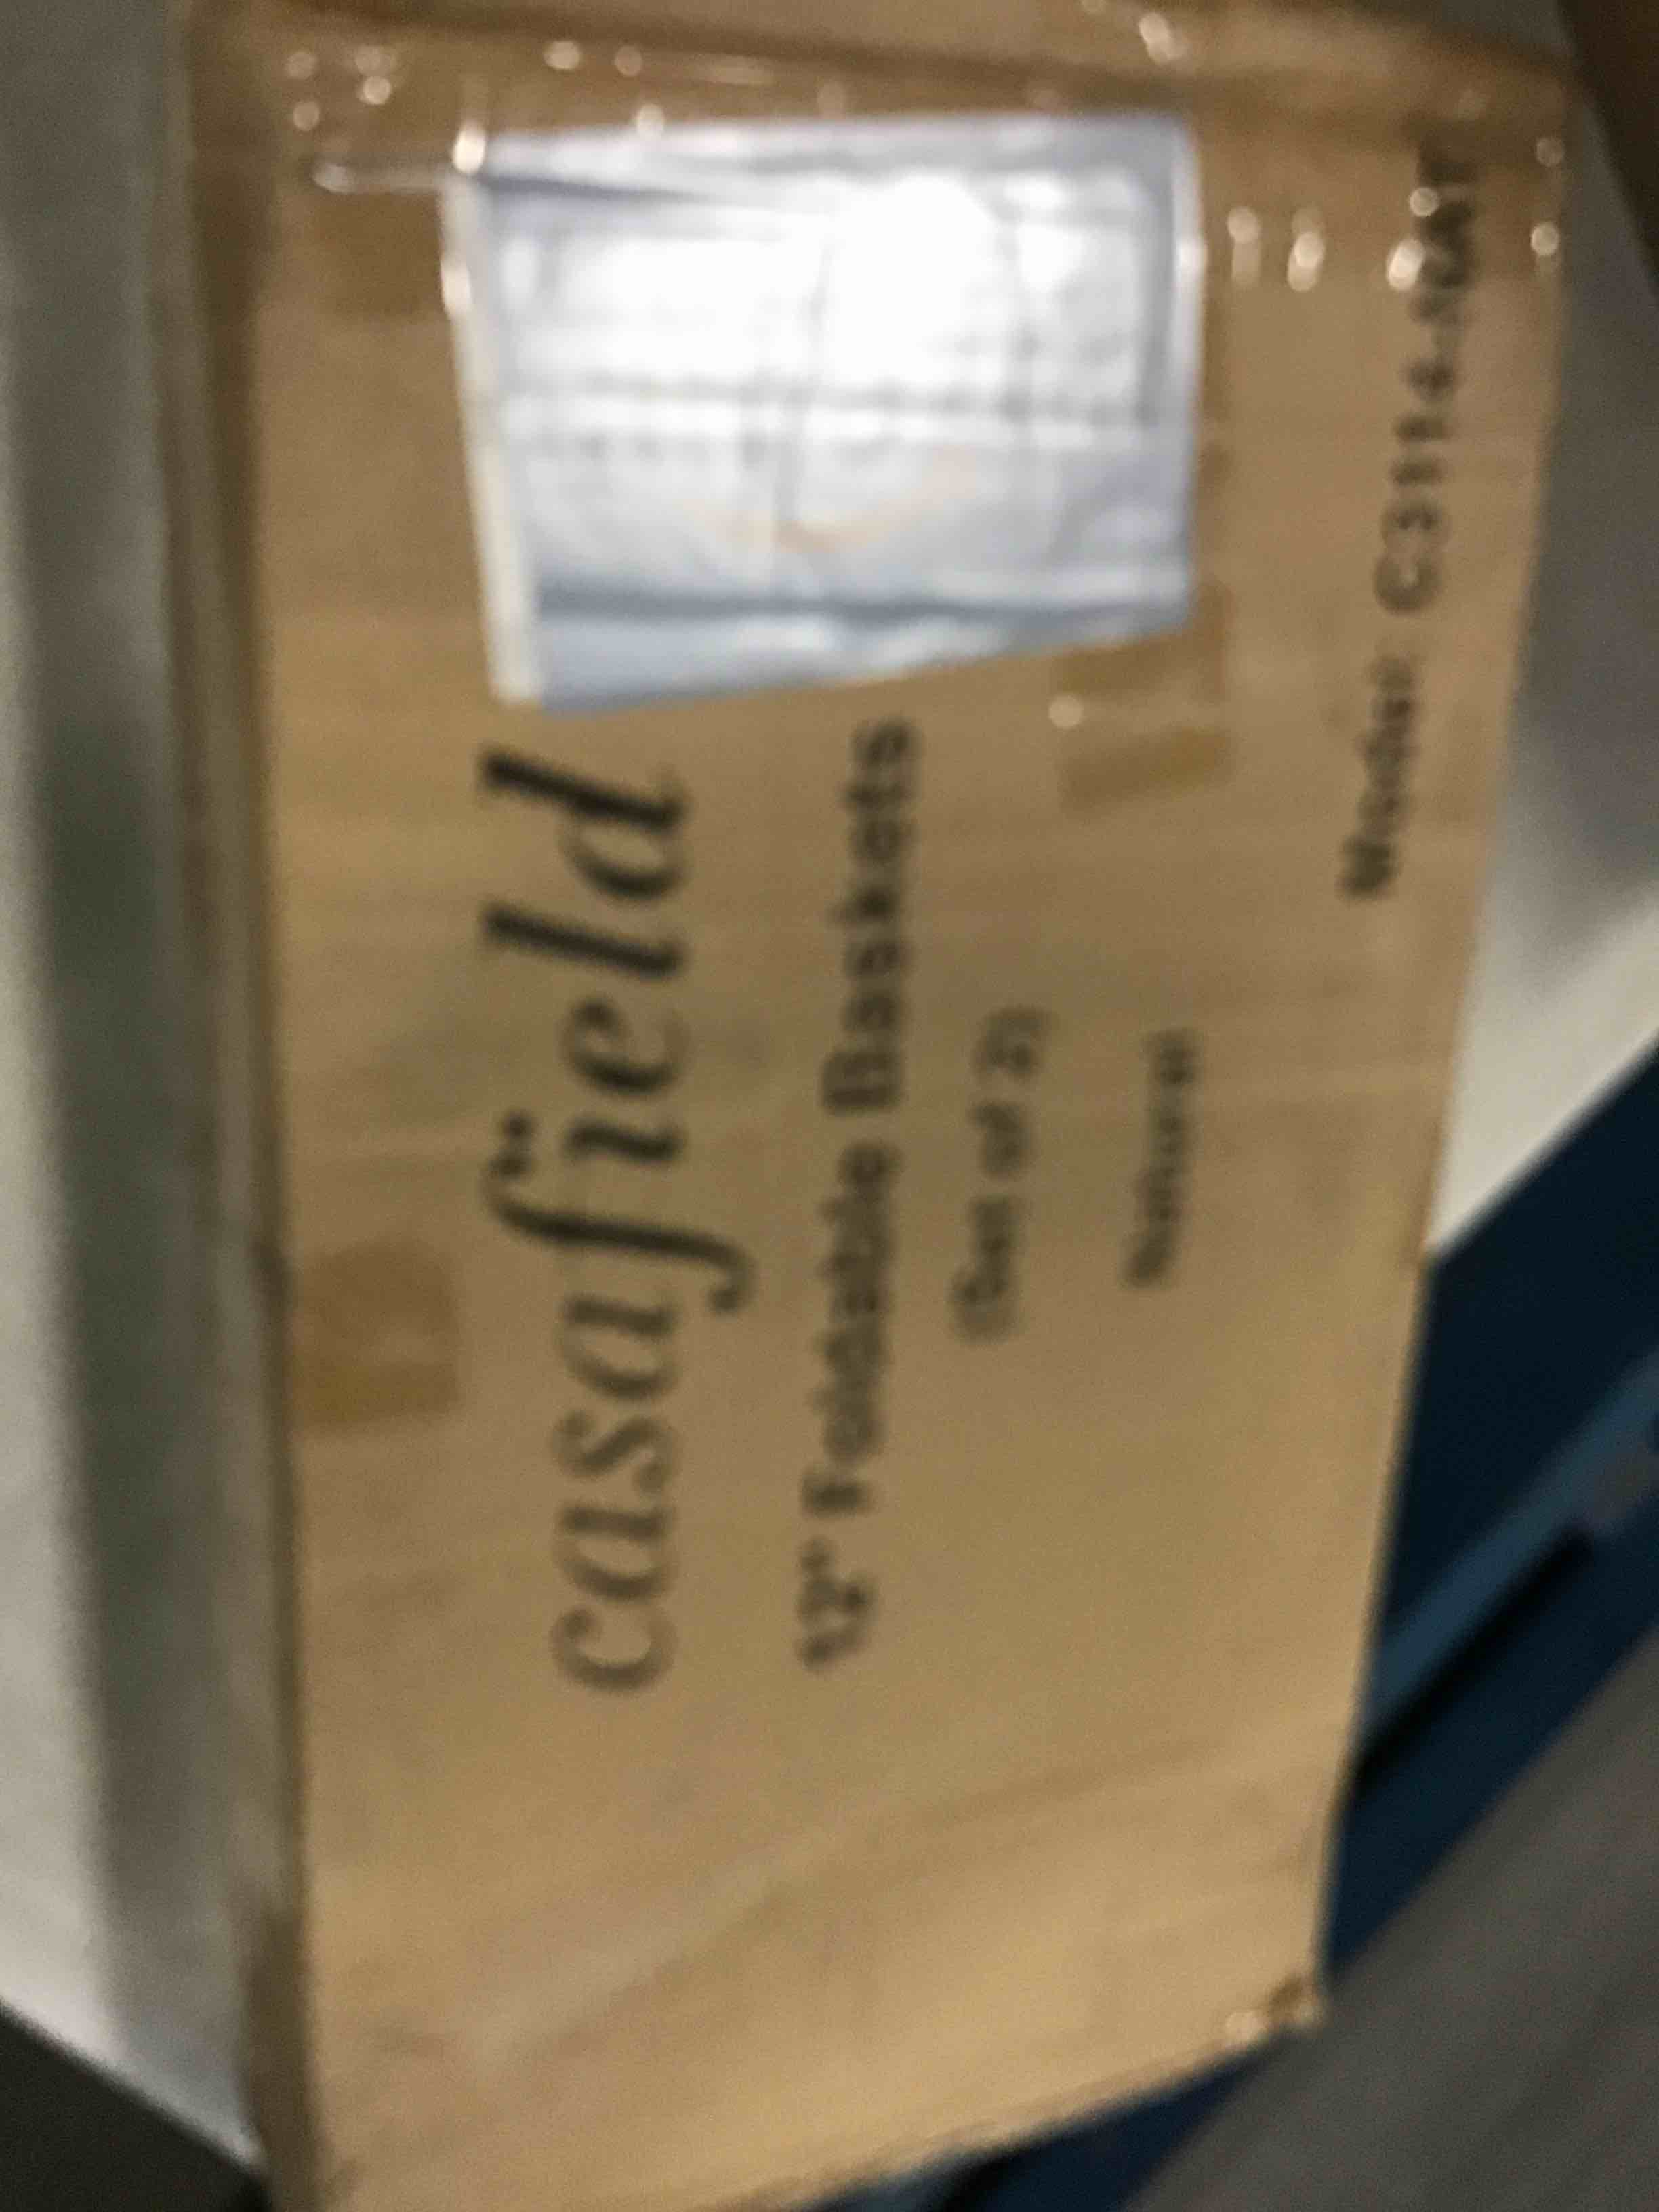 casafield
12" Foldable Baskets
(Set of 2)
Natural
Model: C3114-NAT